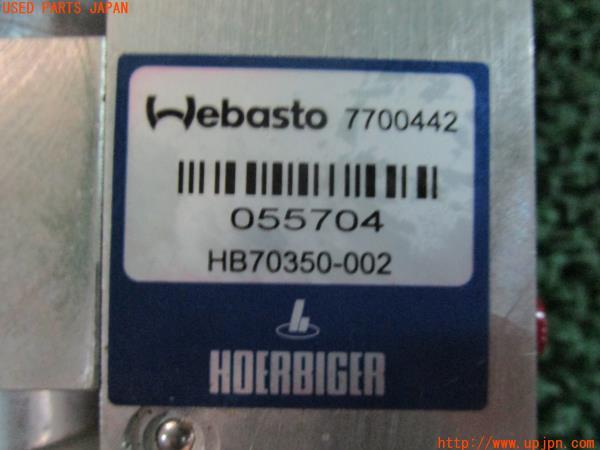 USED PARTS JAPAN
Webasto 7700442
055704
HB70350-002
HOERBIGER
http://www.upjpn.com/